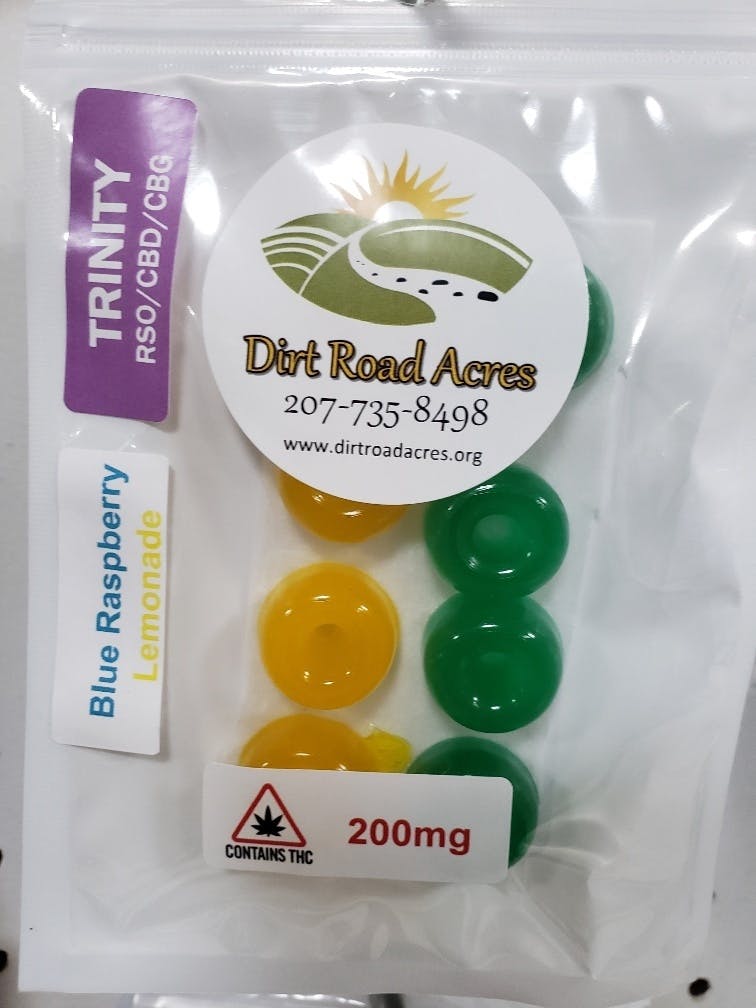 TRINITY
RSO/CBD/CBG
Dirt Road Acres
207-735-8498
www.dirtroadacres.org
Blue Raspberry
Lemonade
CONTAINS THC
200mg